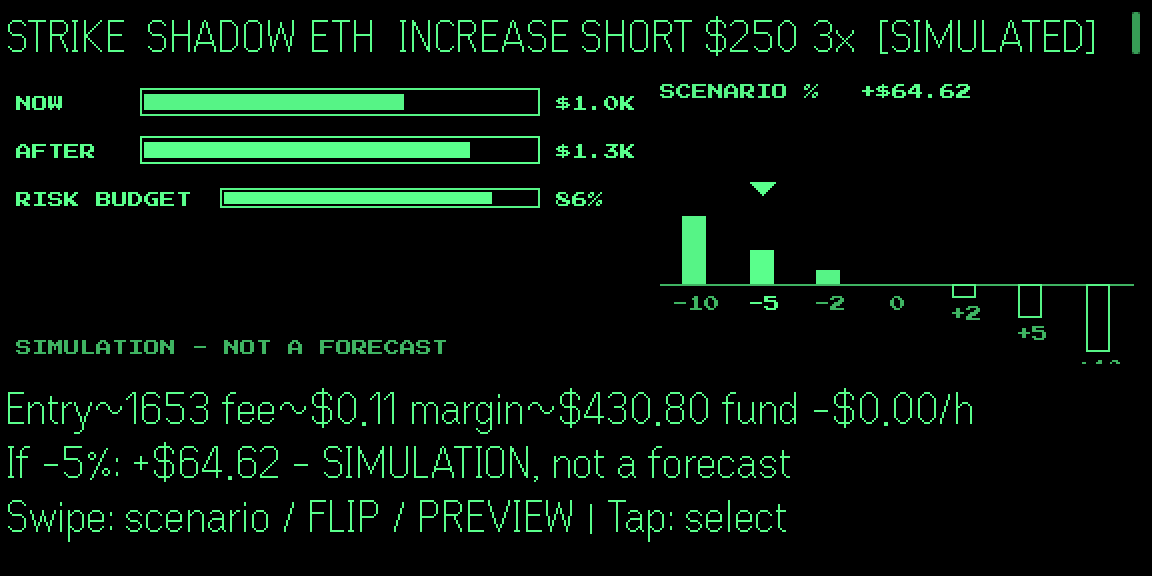 STRIKE SHADOW ETH INCREASE SHORT $250 3x [SIMULATED]
NOW $1.0K
AFTER $1.3K
RISK BUDGET 86%
SCENARIO % +$64.62
-10 -5 -2 0 +2 +5
SIMULATION - NOT A FORECAST
Entry~1653 fee~$0.11 margin~$430.80 fund -$0.00/h
If -5%: +$64.62 - SIMULATION, not a forecast
Swipe: scenario / FLIP / PREVIEW | Tap: select